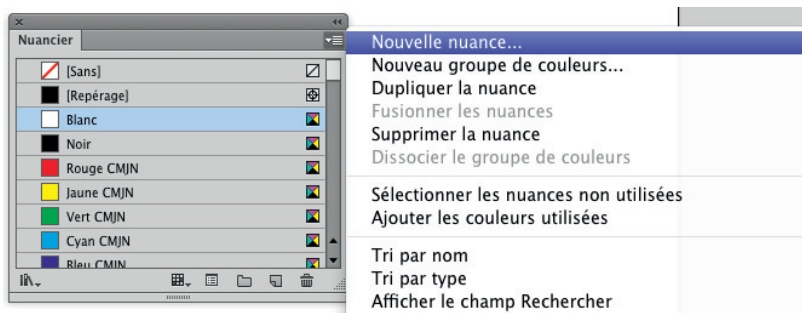 Nuancier
[Sans]
[Repérage]
Blanc
Noir
Rouge CMJN
Jaune CMJN
Vert CMJN
Cyan CMJN
Bleu CMJN
Nouvelle nuance...
Nouveau groupe de couleurs...
Dupliquer la nuance
Fusionner les nuances
Supprimer la nuance
Dissocier le groupe de couleurs
Sélectionner les nuances non utilisées
Ajouter les couleurs utilisées
Tri par nom
Tri par type
Afficher le champ Rechercher